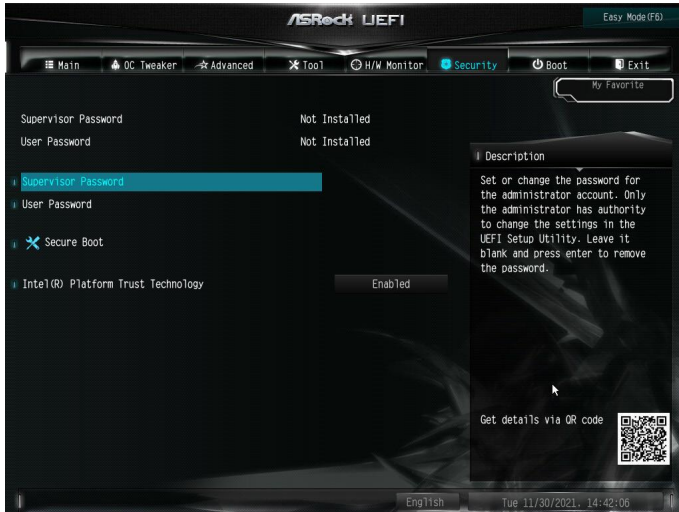 ASRock UEFI
Easy Mode(F6)
Main
OC Tweaker
Advanced
Tool
H/W Monitor
Security
Boot
Exit
My Favorite
Supervisor Password Not Installed
User Password Not Installed
Supervisor Password
User Password
Secure Boot
Intel(R) Platform Trust Technology Enabled
Description
Set or change the password for
the administrator account. Only
the administrator has authority
to change the settings in the
UEFI Setup Utility. Leave it
blank and press enter to remove
the password.
Get details via QR code
English
Tue 11/30/2021. 14:42:06